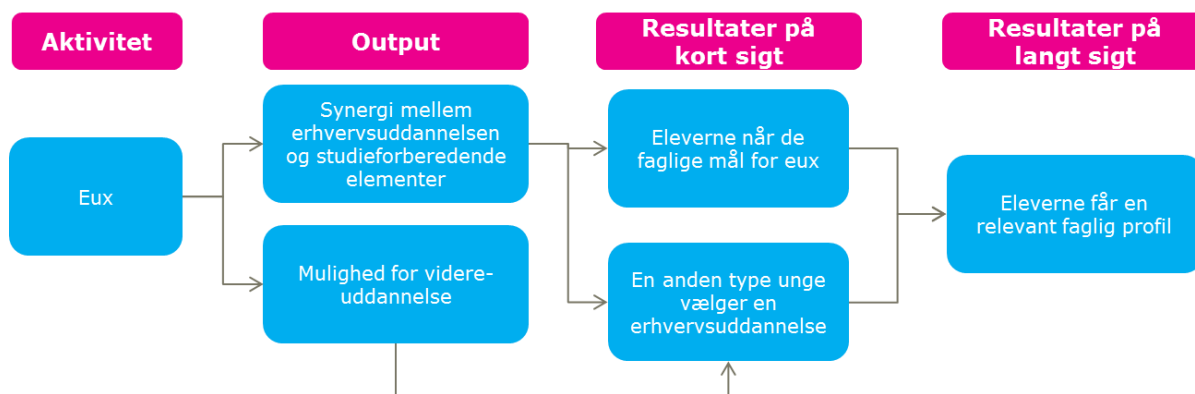 Aktivitet
Output
Resultater på
kort sigt
Resultater på
langt sigt
Eux
Synergi mellem
erhvervsuddannelsen
og studieforberedende
elementer
Mulighed for videre-
uddannelse
Eleverne når de
faglige mål for eux
En anden type unge
vælger en
erhvervsuddannelse
Eleverne får en
relevant faglig profil